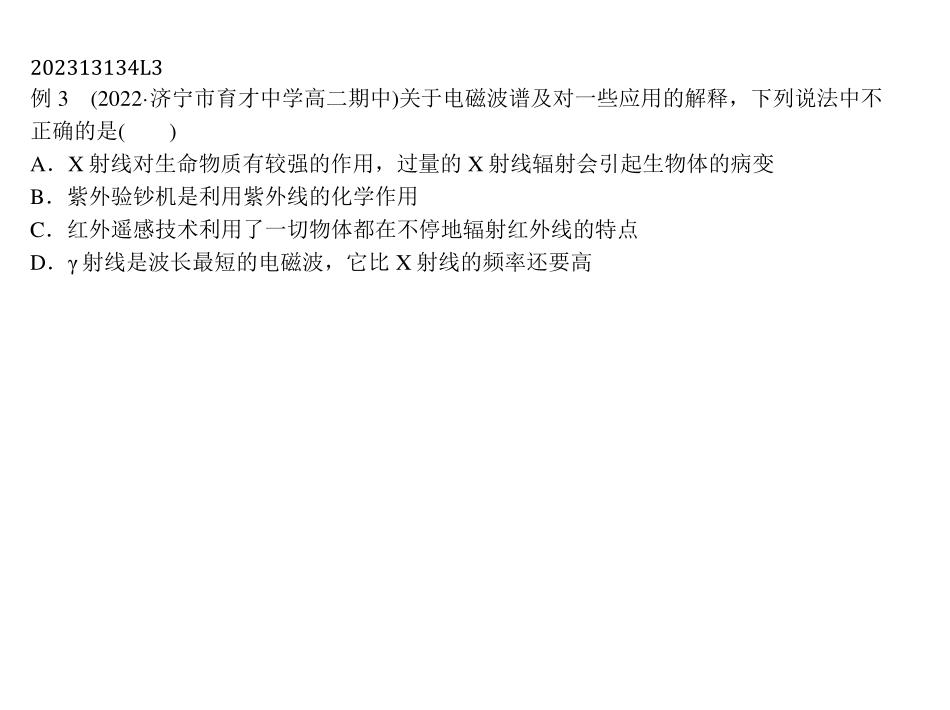 202313134L3
例 3　(2022·济宁市育才中学高二期中)关于电磁波谱及对一些应用的解释，下列说法中不
正确的是(　　)
A．X 射线对生命物质有较强的作用，过量的 X 射线辐射会引起生物体的病变
B．紫外验钞机是利用紫外线的化学作用
C．红外遥感技术利用了一切物体都在不停地辐射红外线的特点
D．γ 射线是波长最短的电磁波，它比 X 射线的频率还要高